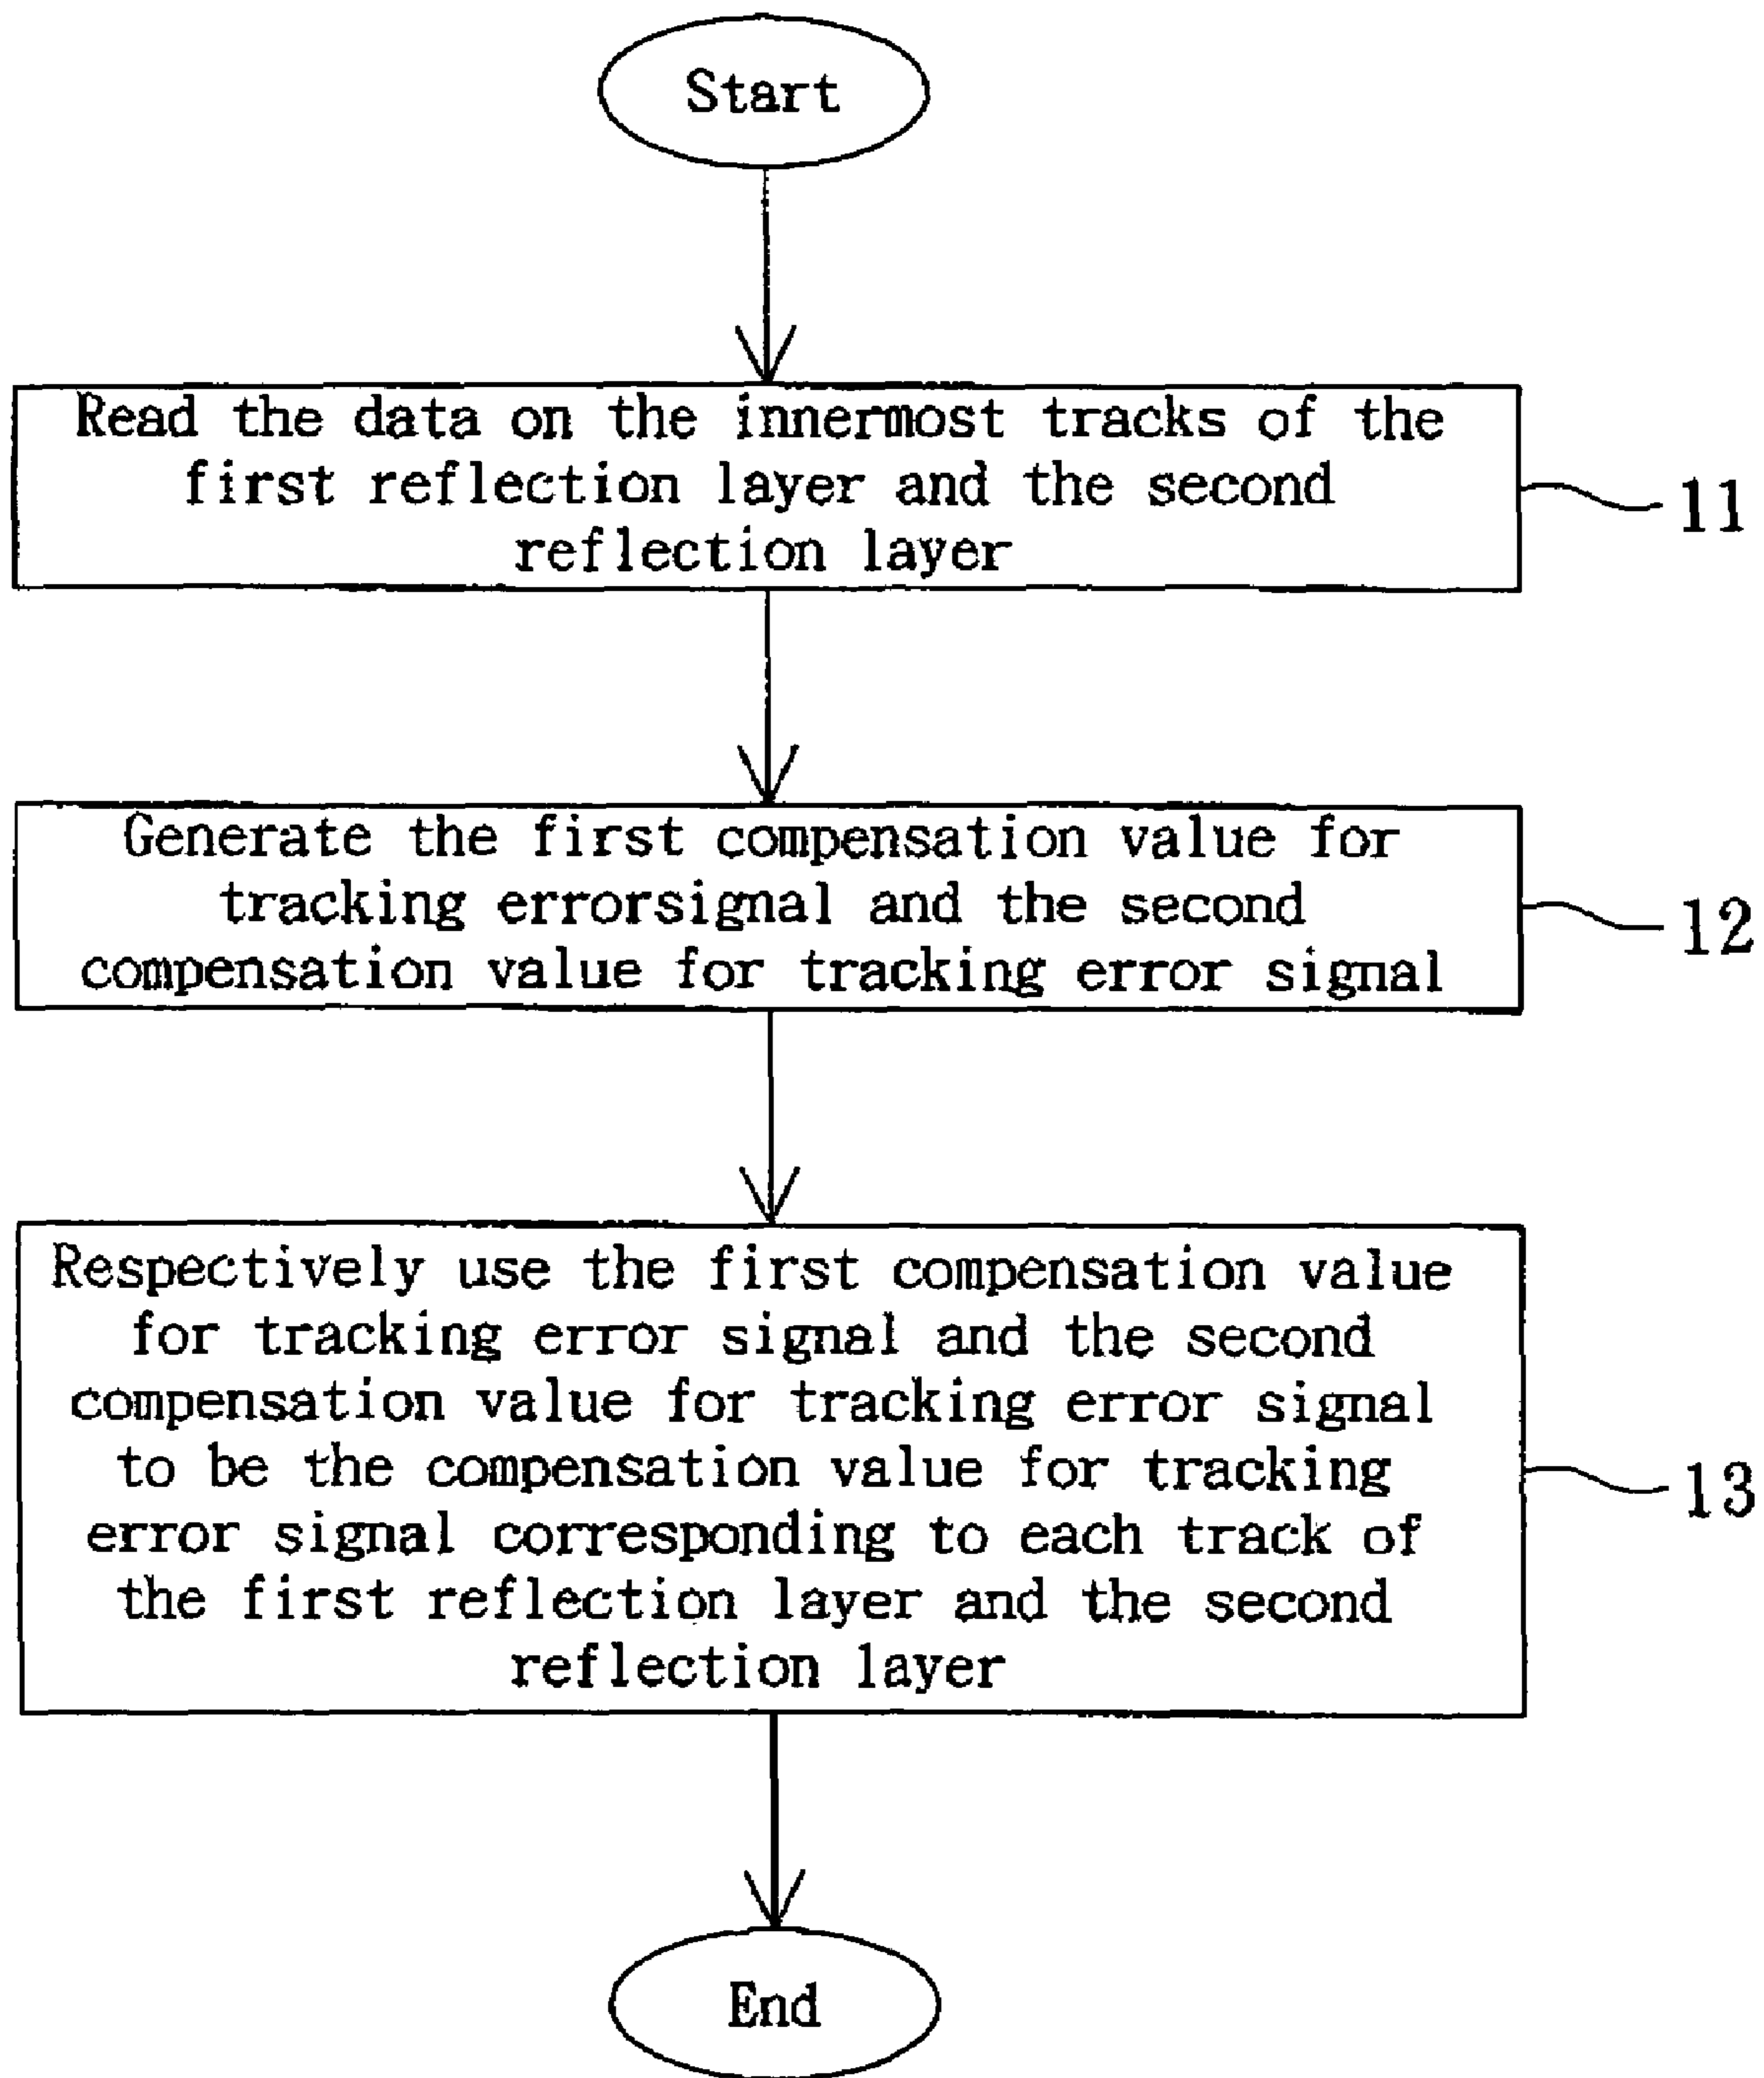 Start
Read the data on the innermost tracks of the
first reflection layer and the second
reflection layer
11
Generate the first compensation value for
tracking errorsignal and the second
compensation value for tracking error signal
12
Respectively use the first compensation value
for tracking error signal and the second
compensation value for tracking error signal
to be the compensation value for tracking
error signal corresponding to each track of
the first reflection layer and the second
reflection layer
13
End